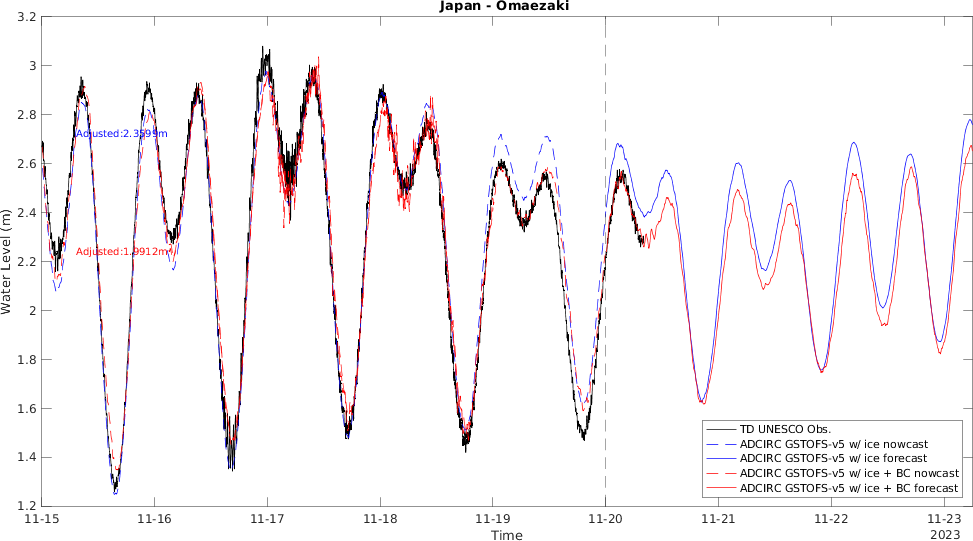 Japan - Omaezaki
3.2
3
2.8
2.6
2.4
2.2
2
1.8
1.6
1.4
1.2
Water Level (m)
Adjusted:2.3599m
Adjusted:1.9912m
TD UNESCO Obs.
ADCIRC GSTOFS-v5 w/ ice nowcast
ADCIRC GSTOFS-v5 w/ ice forecast
ADCIRC GSTOFS-v5 w/ ice + BC nowcast
ADCIRC GSTOFS-v5 w/ ice + BC forecast
11-15 11-16 11-17 11-18 11-19 11-20 11-21 11-22 11-23
2023
Time